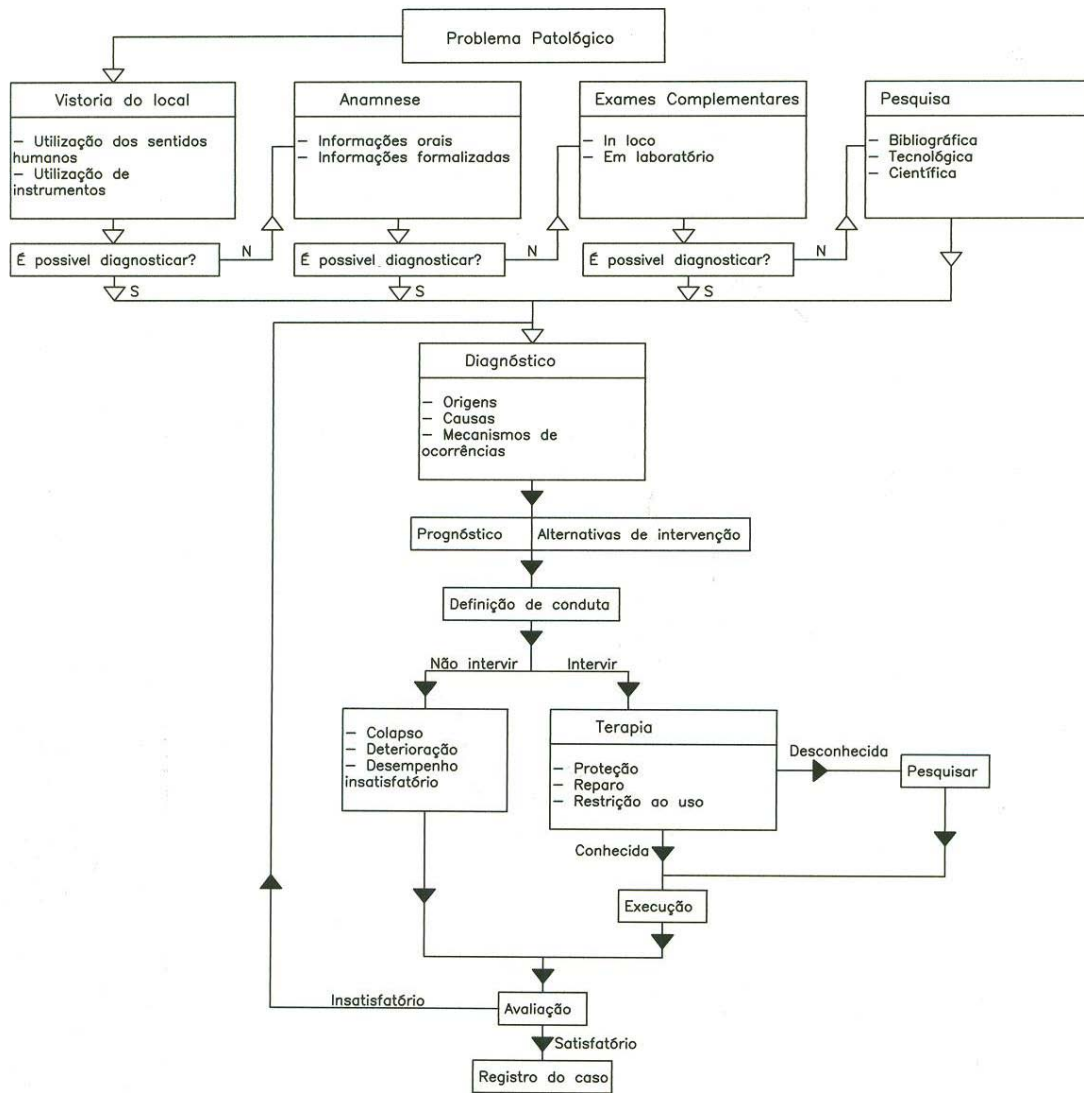 Problema Patológico
Vistoria do local
– Utilização dos sentidos
humanos
– Utilização de
instrumentos
Anamnese
– Informações orais
– Informações formalizadas
Exames Complementares
– In loco
– Em laboratório
Pesquisa
– Bibliográfica
– Tecnológica
– Científica
É possivel diagnosticar?
N
É possivel diagnosticar?
N
É possivel diagnosticar?
N
S
S
S
Diagnóstico
– Origens
– Causas
– Mecanismos de
ocorrências
Prognóstico
Alternativas de intervenção
Definição de conduta
Não intervir
Intervir
– Colapso
– Deterioração
– Desempenho
insatisfatório
Terapia
– Proteção
– Reparo
– Restrição ao uso
Desconhecida
Pesquisar
Conhecida
Execução
Insatisfatório
Avaliação
Satisfatório
Registro do caso